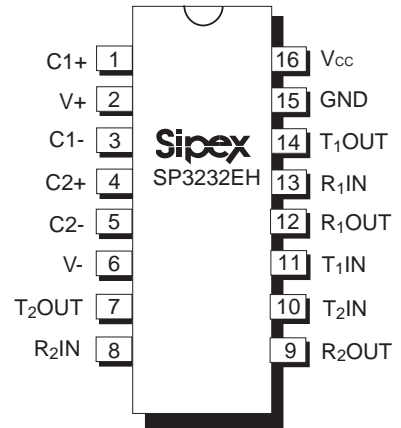 C1+ 1 16 Vcc
V+ 2 15 GND
C1- 3 14 T₁OUT
Sipex
C2+ 4 SP3232EH 13 R₁IN
C2- 5 12 R₁OUT
V- 6 11 T₁IN
T₂OUT 7 10 T₂IN
R₂IN 8 9 R₂OUT